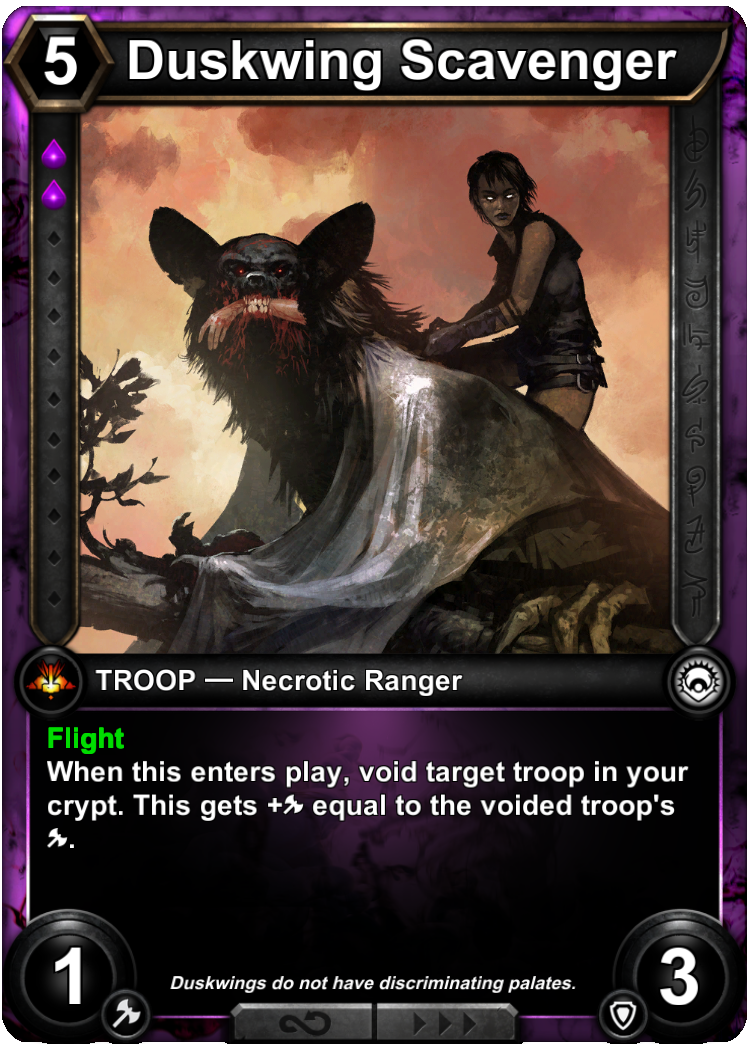 5 Duskwing Scavenger
TROOP — Necrotic Ranger
Flight
When this enters play, void target troop in your
crypt. This gets + equal to the voided troop's
.
1 Duskwings do not have discriminating palates. 3